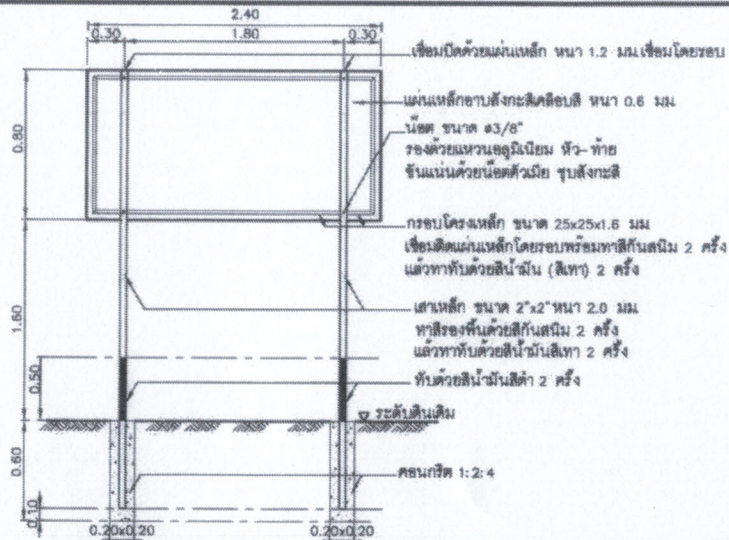 2.40
0.30 1.80 0.30
เชื่อมปิดด้วยแผ่นเหล็ก หนา 1.2 มม.เชื่อมโดยรอบ
แผ่นเหล็กอาบสังกะสีเคลือบสี หนา 0.6 มม
น๊อต ขนาด ø3/8"
รองด้วยแหวนอลูมิเนียม หัว-ท้าย
ขันแน่นด้วยน๊อตตัวเมีย ชุบสังกะสี
0.80
กรอบโครงเหล็ก ขนาด 25x25x1.6 มม
เชื่อมติดแผ่นเหล็กโดยรอบพร้อมทาสีกันสนิม 2 ครั้ง
แล้วทาทับด้วยสีน้ำมัน (สีเทา) 2 ครั้ง
1.60
เสาเหล็ก ขนาด 2"x2" หนา 2.0 มม
ทาสีรองพื้นด้วยสีกันสนิม 2 ครั้ง
แล้วทาทับด้วยสีน้ำมันสีเทา 2 ครั้ง
0.50
ทับด้วยสีน้ำมันสีดำ 2 ครั้ง
ระดับดินเดิม
0.60
คอนกรีต 1:2:4
0.10
0.20x0.20 0.20x0.20